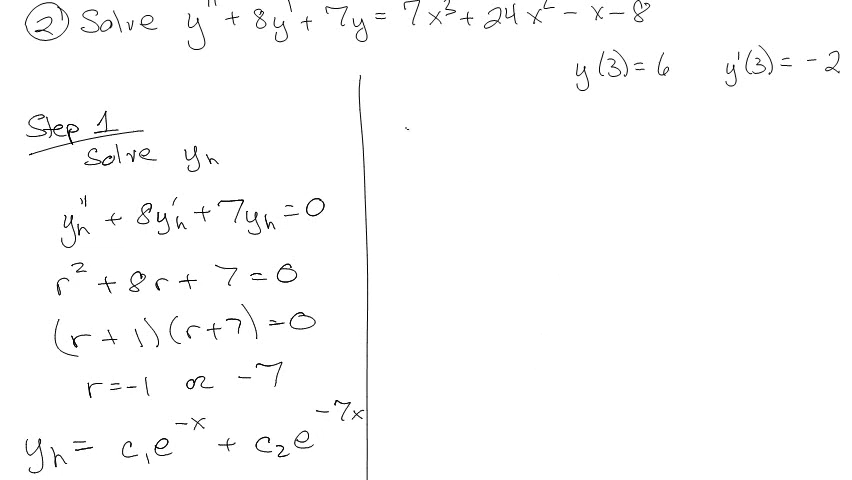 2) Solve y" + 8y' + 7y = 7x³ + 24x² - x - 8
y(3) = 6 y'(3) = -2
Step 1
Solve yₕ
yₕ" + 8yₕ' + 7yₕ = 0
r² + 8r + 7 = 0
(r + 1)(r + 7) = 0
r = -1 or -7
yₕ = c₁e⁻ˣ + c₂e⁻⁷ˣ